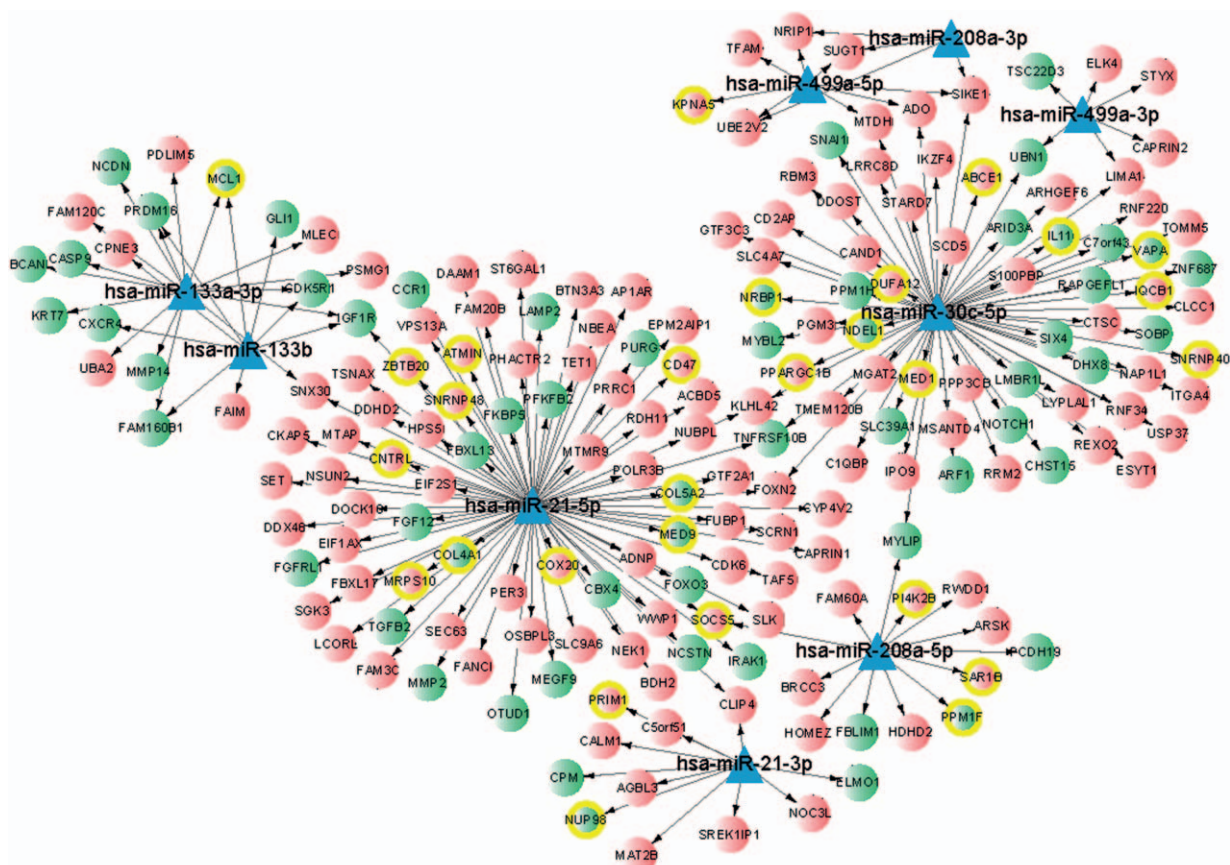 hsa-miR-208a-3p
NRIP1
TFAM
SUGT1
TSC22D3
ELK4
STYX
hsa-miR-499a-5p
SIKE1
KPNA5
ADO
hsa-miR-499a-3p
UBE2V2
MTDH
SNAI1
IKZF4
UBN1
CAPRIN2
NCDN
PDLIM5
LRRC8D
MCL1
RBM3
ABCE1
LIMA1
DDOST
STARD7
ARHGEF6
FAM120C
PRDM16
GLI1
RNF220
CPNE3
MLEC
GTF3C3
CD2AP
SCD5
ARID3A
IL11
C7orf43
TOMM5
CAND1
VAPA
CASP9
SLC4A7
S100PBP
ZNF687
PSMG1
DAAM1
ST6GAL1
BTN3A3
AP1AR
CCR1
hsa-miR-133a-3p
CDK5R1
NRBP1
PPM1H
DUFA12
RAPGEFL1
IQCB1
KRT7
CXCR4
IGF1R
VPS13A
FAM20B
LAMP2
NBEA
EPM2AIP1
PGM3
NDEL1
hsa-miR-30c-5p
CTSC
CLCC1
MYBL2
SIX4
SOBP
hsa-miR-133b
PURG
UBA2
MMP14
ZBTB20
ATMIN
PHACTR2
TET1
CD47
PPARGC1B
MGAT2
MED1
DHX8
SNRNP40
NAP1L1
SNX30
TSNAX
PRRC1
ACBD5
PPP3CB
LMBR1L
ITGA4
FAIM
SNRNP48
PFKFB2
KLHL42
TMEM120B
LYPLAL1
FAM160B1
DDHD2
HPS5
FKBP5
RDH11
NUBPL
SLC39A1
NOTCH1
RNF34
USP37
CKAP5
MTAP
FBXL13
MTMR9
TNFRSF10B
MSANTD4
REXO2
CNTRL
C1QBP
IPO9
ARF1
RRM2
CHST15
ESYT1
SET
NSUN2
EIF2S1
POLR3B
GTF2A1
COL5A2
FOXN2
hsa-miR-21-5p
CYP4V2
FGF12
FUBP1
DDX46
MED9
SCRN1
EIF1AX
MYLIP
COL4A1
CAPRIN1
FGFRL1
FBXL17
MRPS10
COX20
ADNP
CDK6
TAF5
CBX4
FOXO3
PER3
FAM60A
PI4K2B
RWDD1
SGK3
TGFB2
WWP1
SOCS5
SLK
LCORL
SEC63
OSBPL3
SLC9A6
ARSK
FAM3C
FANCI
NEK1
NCSTN
IRAK1
hsa-miR-208a-5p
MMP2
MEGF9
BDH2
SAR1B
BRCC3
PRIM1
CLIP4
PPM1F
OTUD1
C5orf51
HOMEZ
FBLIM1
HDHD2
CALM1
hsa-miR-21-3p
CPM
AGBL3
ELMO1
NUP98
NOC3L
SREK1IP1
MAT2B